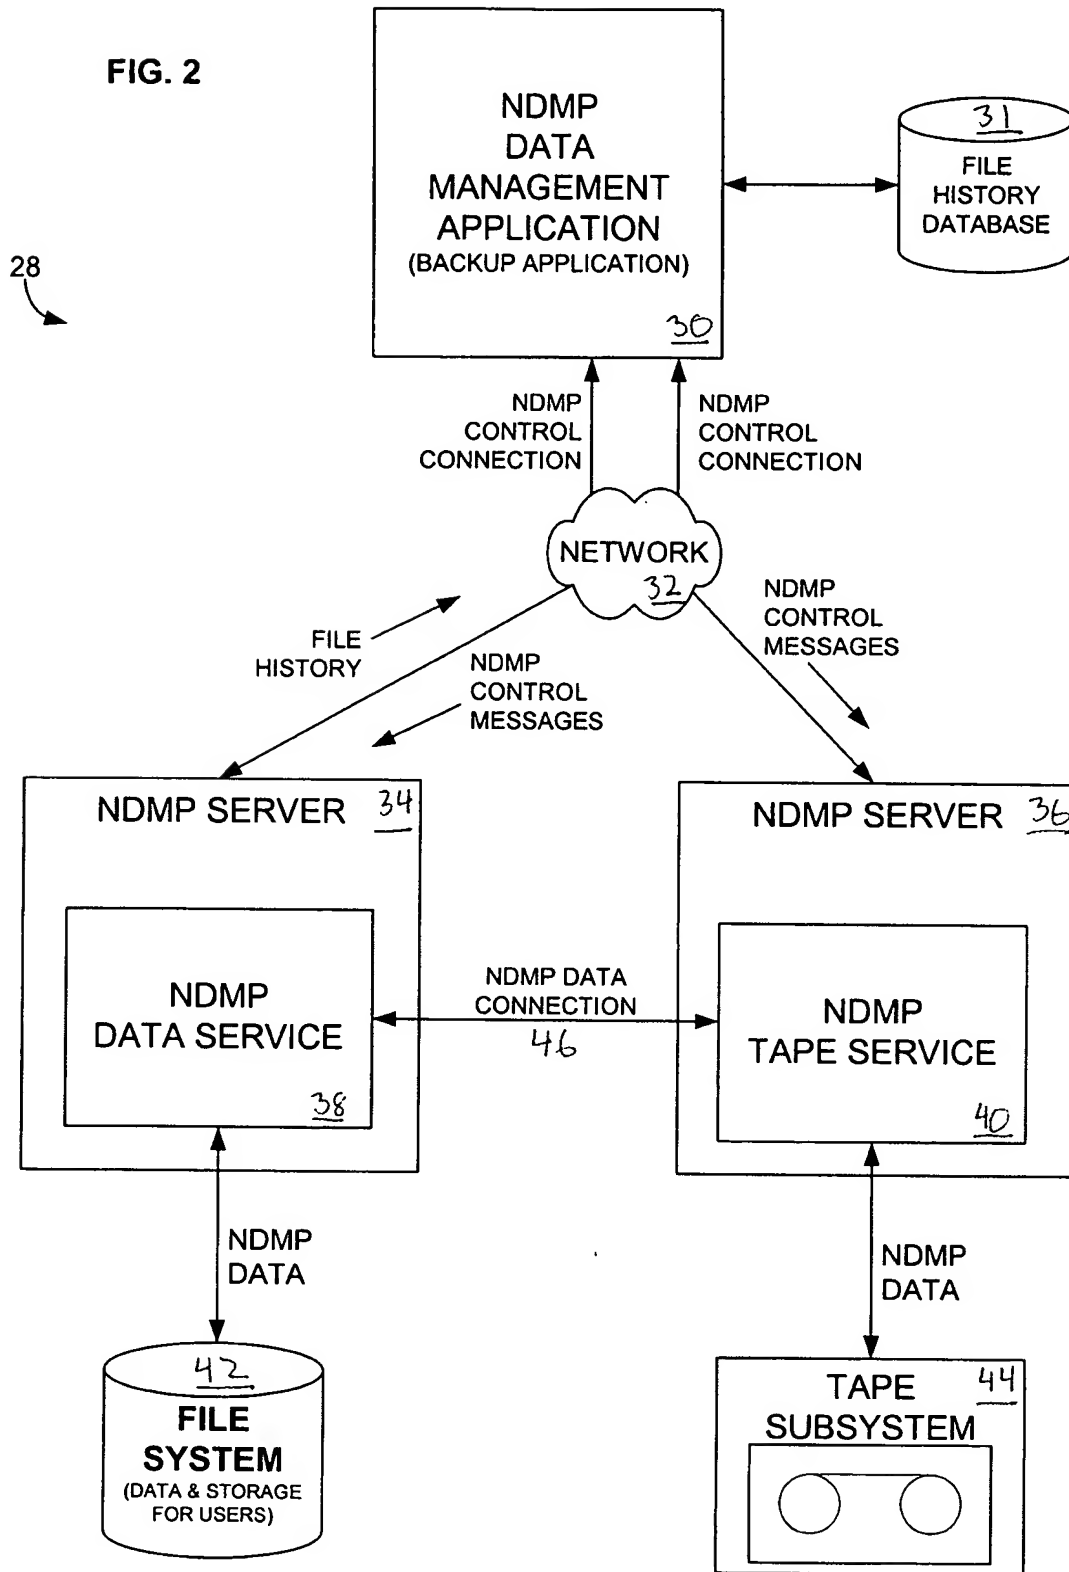 FIG. 2
NDMP
DATA
MANAGEMENT
APPLICATION
(BACKUP APPLICATION)
30
31
FILE
HISTORY
DATABASE
28
NDMP
CONTROL
CONNECTION
NDMP
CONTROL
CONNECTION
NETWORK
32
FILE
HISTORY
NDMP
CONTROL
MESSAGES
NDMP
CONTROL
MESSAGES
NDMP SERVER
34
NDMP
DATA SERVICE
38
NDMP DATA
CONNECTION
46
NDMP SERVER
36
NDMP
TAPE SERVICE
40
NDMP
DATA
NDMP
DATA
42
FILE
SYSTEM
(DATA & STORAGE
FOR USERS)
TAPE
SUBSYSTEM
44